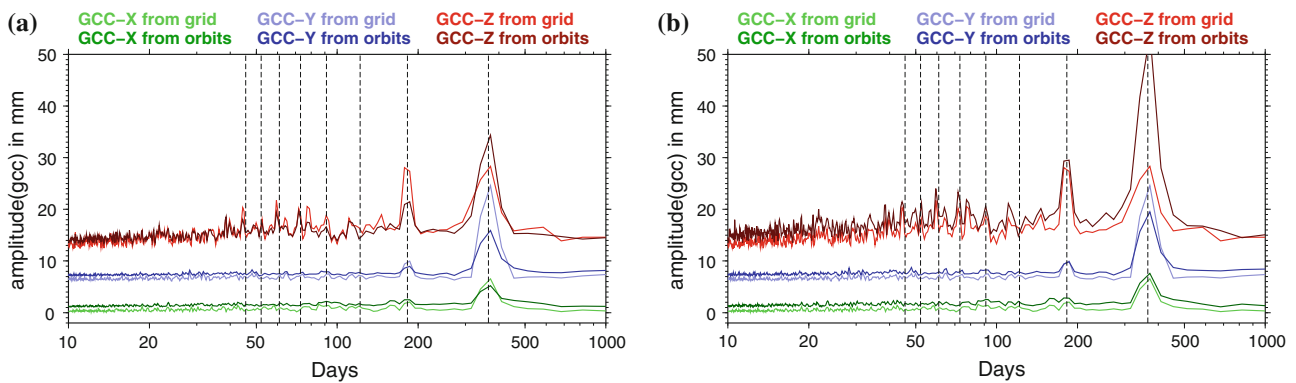 (a)
GCC−X from grid GCC−Y from grid GCC−Z from grid
GCC−X from orbits GCC−Y from orbits GCC−Z from orbits
50
40
30
20
10
0
amplitude(gcc) in mm
10 20 50 100 200 500 1000
Days
(b)
GCC−X from grid GCC−Y from grid GCC−Z from grid
GCC−X from orbits GCC−Y from orbits GCC−Z from orbits
50
40
30
20
10
0
amplitude(gcc) in mm
10 20 50 100 200 500 1000
Days